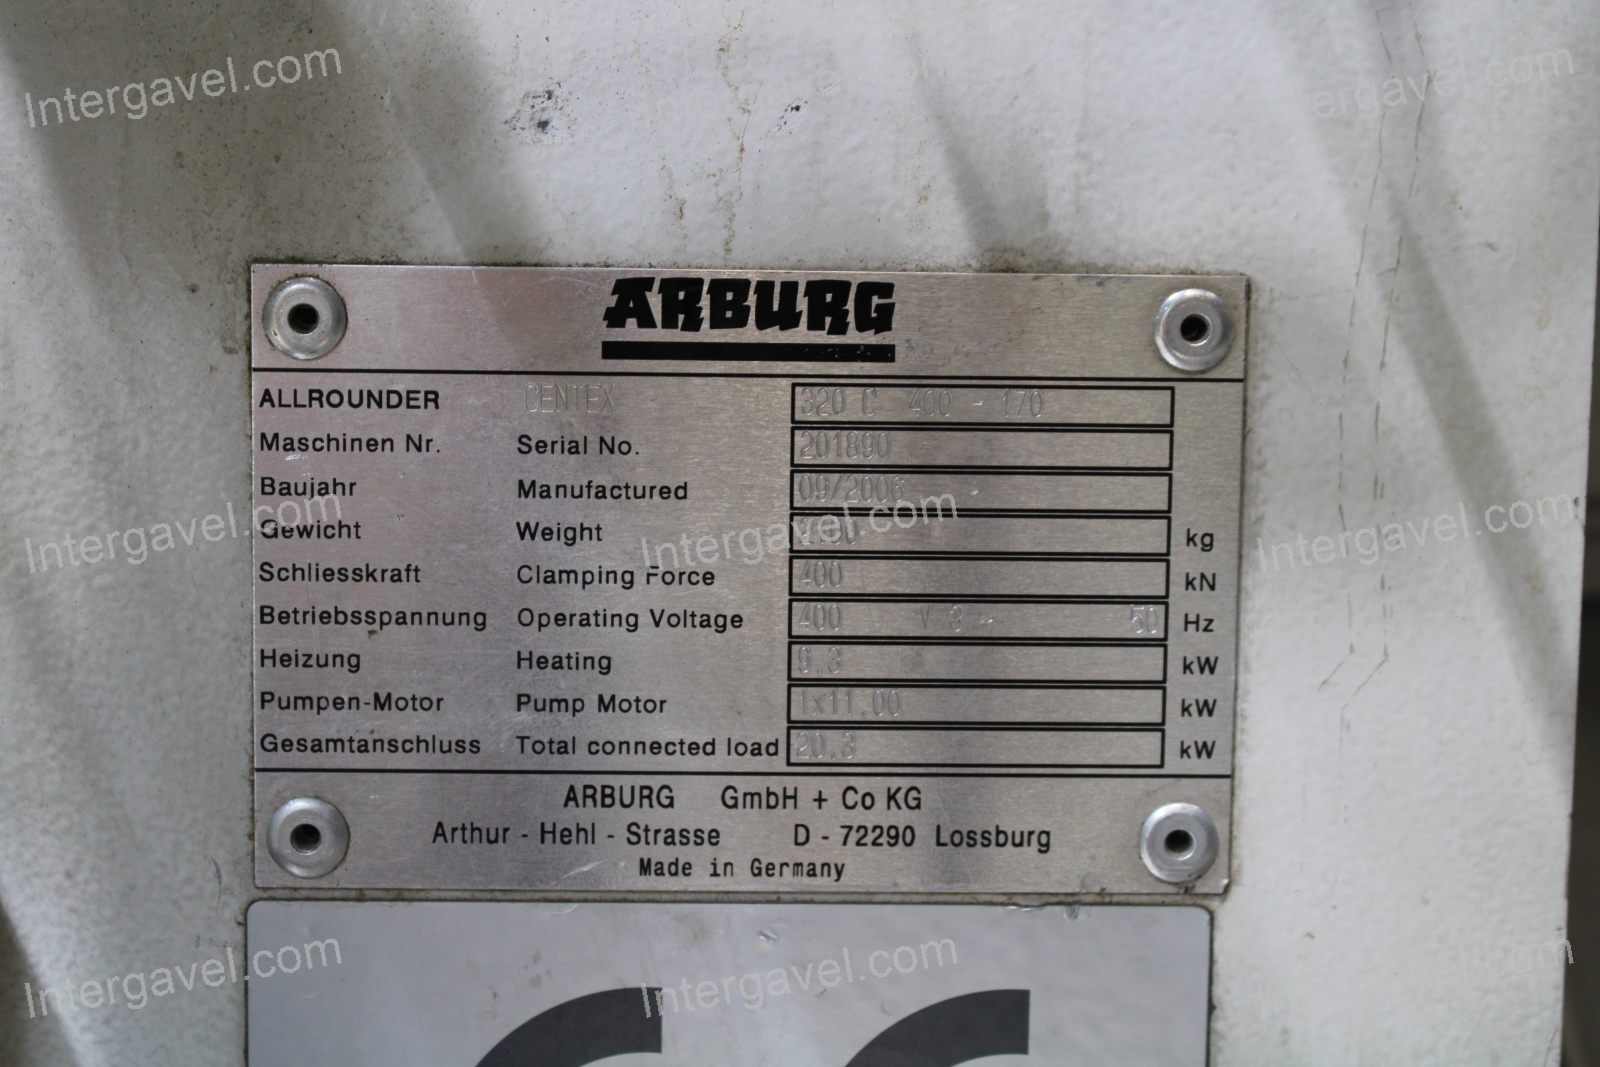 Intergavel.com
Intergavel.com
ARBURG
ALLROUNDER CENTEX 320 C 400 - 170
Maschinen Nr. Serial No. 201890
Baujahr Manufactured 09/2006
Gewicht Weight kg
Schliesskraft Clamping Force 400 kN
Betriebsspannung Operating Voltage 400 V 3 ~ 50 Hz
Heizung Heating 9.3 kW
Pumpen-Motor Pump Motor 1x11.00 kW
Gesamtanschluss Total connected load 20.3 kW
Intergavel.com
Intergavel.com
Intergavel.com
ARBURG GmbH + Co KG
Arthur - Hehl - Strasse D - 72290 Lossburg
Made in Germany
Intergavel.com
Intergavel.com